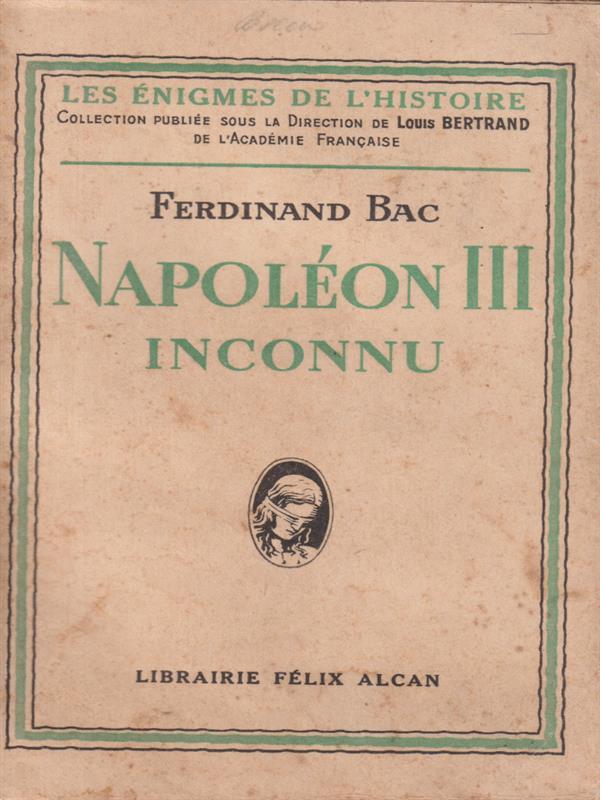 LES ÉNIGMES DE L'HISTOIRE
COLLECTION PUBLIÉE SOUS LA DIRECTION DE LOUIS BERTRAND
DE L'ACADÉMIE FRANÇAISE
FERDINAND BAC
NAPOLÉON III
INCONNU
LIBRAIRIE FÉLIX ALCAN